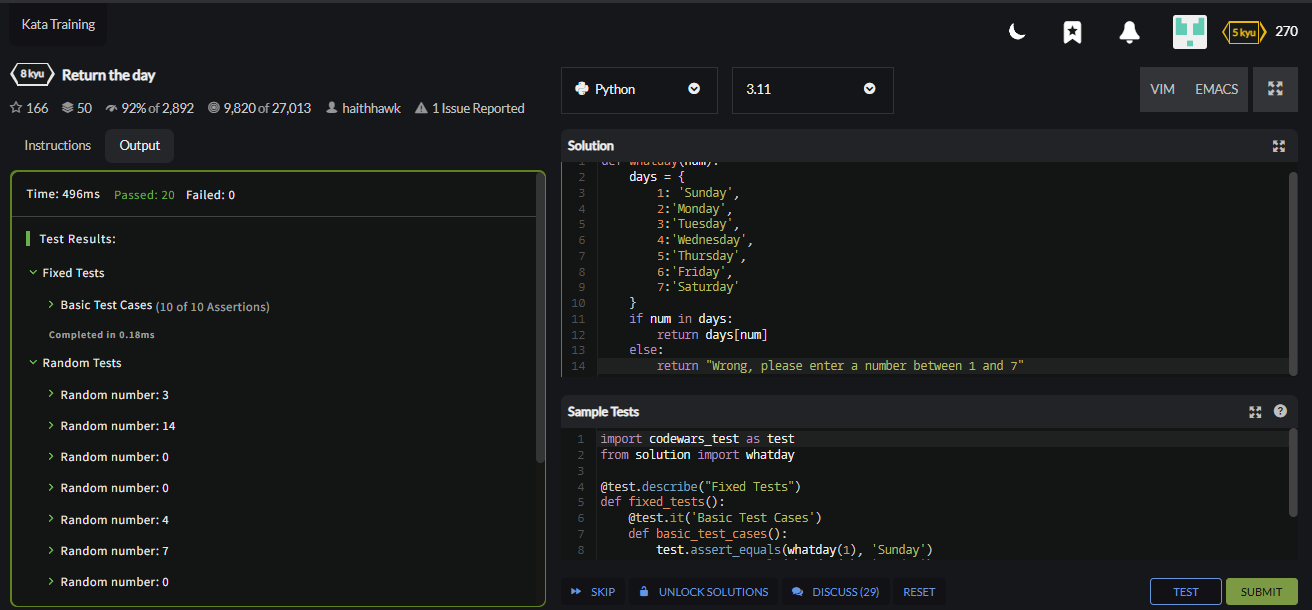 Kata Training
5 kyu 270
8 kyu Return the day
166 50 92% of 2,892 9,820 of 27,013 haithhawk 1 Issue Reported
Instructions Output
Time: 496ms Passed: 20 Failed: 0
Test Results:
Fixed Tests
Basic Test Cases (10 of 10 Assertions)
Completed in 0.18ms
Random Tests
Random number: 3
Random number: 14
Random number: 0
Random number: 0
Random number: 4
Random number: 7
Random number: 0
Python 3.11 VIM EMACS
Solution
1 def whatday(num):
2 days = {
3 1: 'Sunday',
4 2:'Monday',
5 3:'Tuesday',
6 4:'Wednesday',
7 5:'Thursday',
8 6:'Friday',
9 7:'Saturday'
10 }
11 if num in days:
12 return days[num]
13 else:
14 return "Wrong, please enter a number between 1 and 7"
Sample Tests
1 import codewars_test as test
2 from solution import whatday
3
4 @test.describe("Fixed Tests")
5 def fixed_tests():
6 @test.it('Basic Test Cases')
7 def basic_test_cases():
8 test.assert_equals(whatday(1), 'Sunday')
SKIP UNLOCK SOLUTIONS DISCUSS (29) RESET TEST SUBMIT